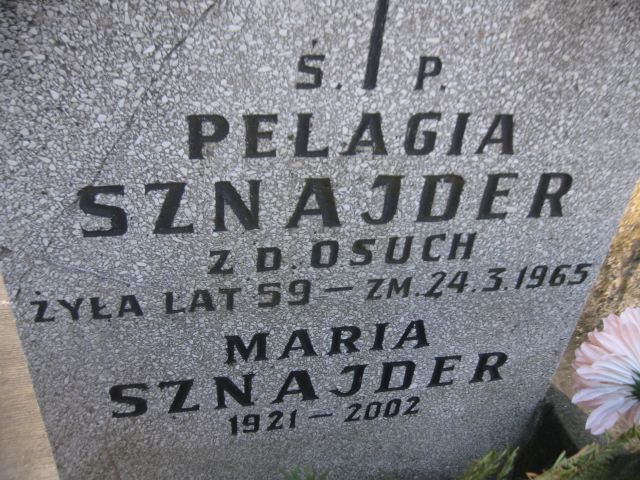 Ś. P.
PELAGIA
SZNAJDER
Z D. OSUCH
ŻYŁA LAT 59 – ZM. 24.3.1965
MARIA
SZNAJDER
1921 – 2002